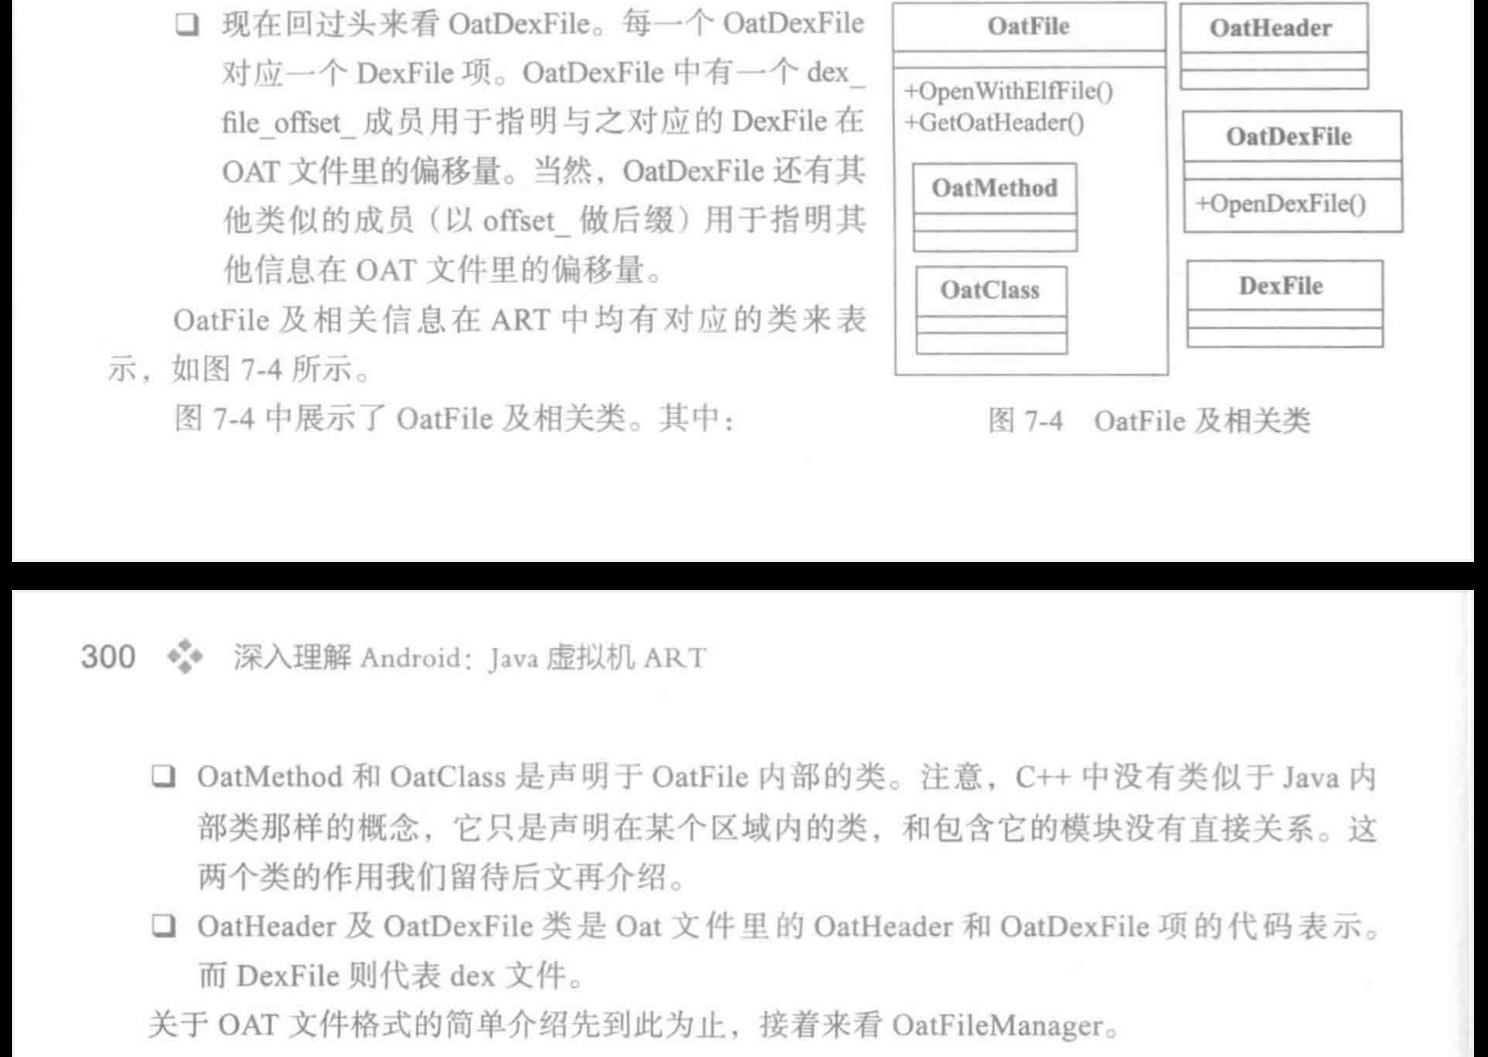 ❑ 现在回过头来看 OatDexFile。每一个 OatDexFile
对应一个 DexFile 项。OatDexFile 中有一个 dex_
file_offset_ 成员用于指明与之对应的 DexFile 在
OAT 文件里的偏移量。当然，OatDexFile 还有其
他类似的成员（以 offset_ 做后缀）用于指明其
他信息在 OAT 文件里的偏移量。
OatFile 及相关信息在 ART 中均有对应的类来表
示，如图 7-4 所示。
图 7-4 中展示了 OatFile 及相关类。其中：
OatFile
+OpenWithElfFile()
+GetOatHeader()
OatMethod
OatClass
OatHeader
OatDexFile
+OpenDexFile()
DexFile
图 7-4 OatFile 及相关类
300 深入理解 Android：Java 虚拟机 ART
❑ OatMethod 和 OatClass 是声明于 OatFile 内部的类。注意，C++ 中没有类似于 Java 内
部类那样的概念，它只是声明在某个区域内的类，和包含它的模块没有直接关系。这
两个类的作用我们留待后文再介绍。
❑ OatHeader 及 OatDexFile 类是 Oat 文件里的 OatHeader 和 OatDexFile 项的代码表示。
而 DexFile 则代表 dex 文件。
关于 OAT 文件格式的简单介绍先到此为止，接着来看 OatFileManager。